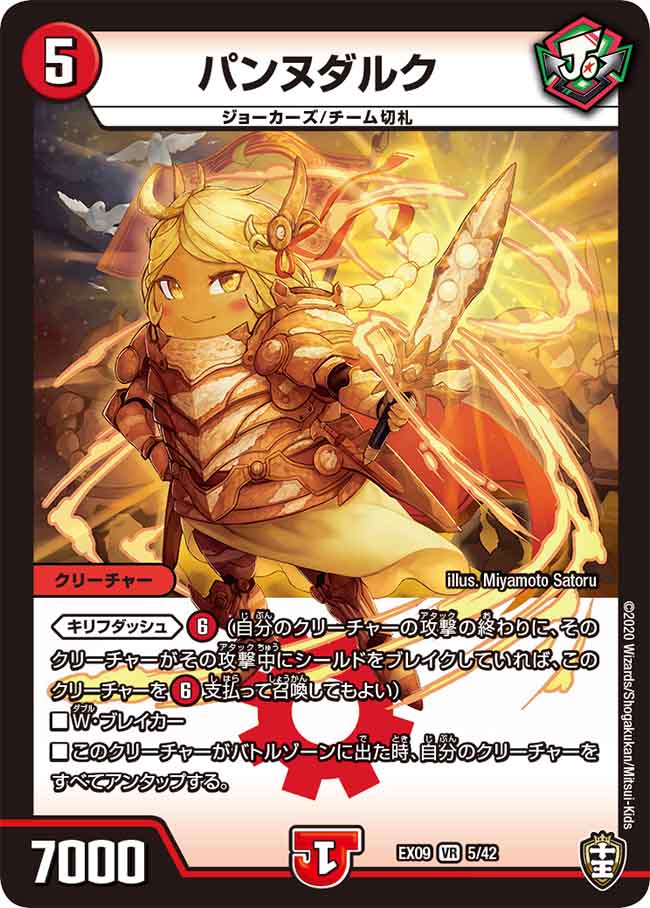 5
パンヌダルク
ジョーカーズ/チーム切札
クリーチャー
illus. Miyamoto Satoru
キリフダッシュ 6 (自分のクリーチャーの攻撃の終わりに、その
クリーチャーがその攻撃中にシールドをブレイクしていれば、この
クリーチャーを 6 支払って召喚してもよい)
■W・ブレイカー
■このクリーチャーがバトルゾーンに出た時、自分のクリーチャーを
すべてアンタップする。
©2020 Wizards/Shogakukan/Mitsui-Kids
7000
EX09 VR 5/42